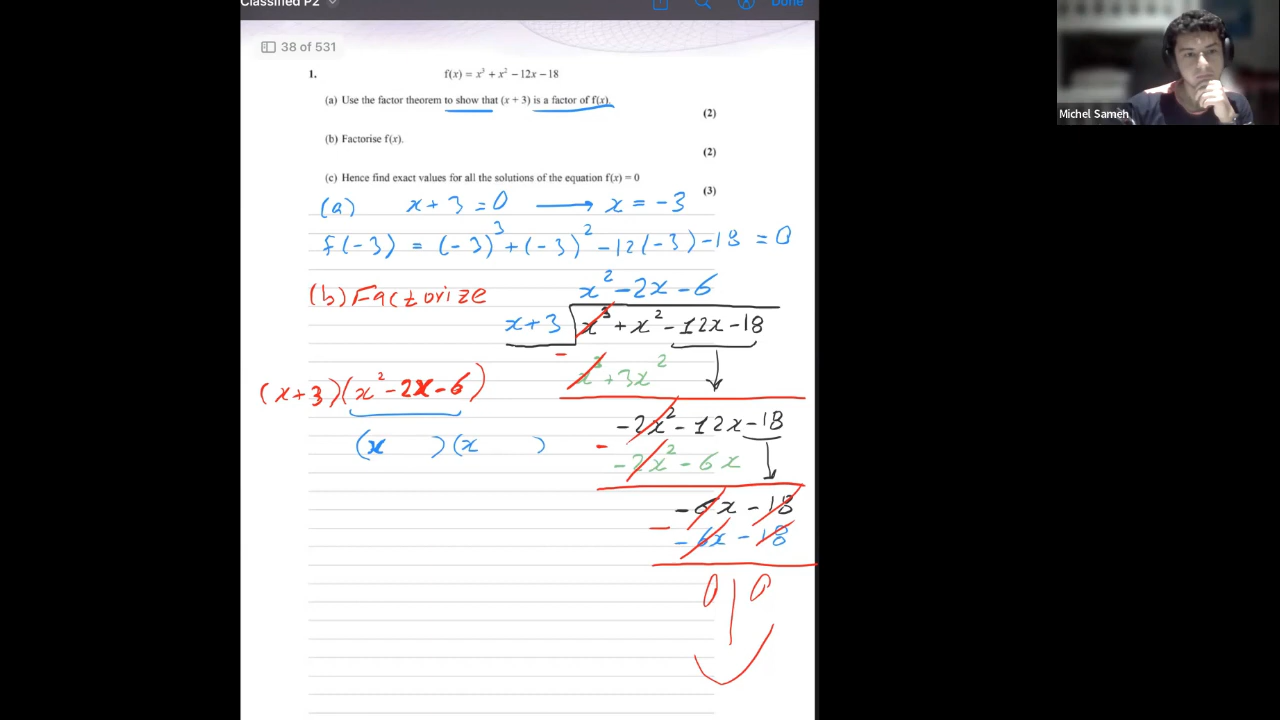 Classified P2
Done
38 of 531
1. f(x) = x³ + x² − 12x − 18
(a) Use the factor theorem to show that (x + 3) is a factor of f(x).
(2)
(b) Factorise f(x).
(2)
(c) Hence find exact values for all the solutions of the equation f(x) = 0
(3)
(a) x + 3 = 0 → x = −3
f(−3) = (−3)³ + (−3)² − 12(−3) − 18 = 0
(b) Factorize
x² − 2x − 6
x + 3 x³ + x² − 12x − 18
− x³ + 3x²
(x + 3)(x² − 2x − 6)
−2x² − 12x − 18
(x )(x )
− −2x² − 6x
−6x − 18
− −6x − 18
0 0
Michel Sameh